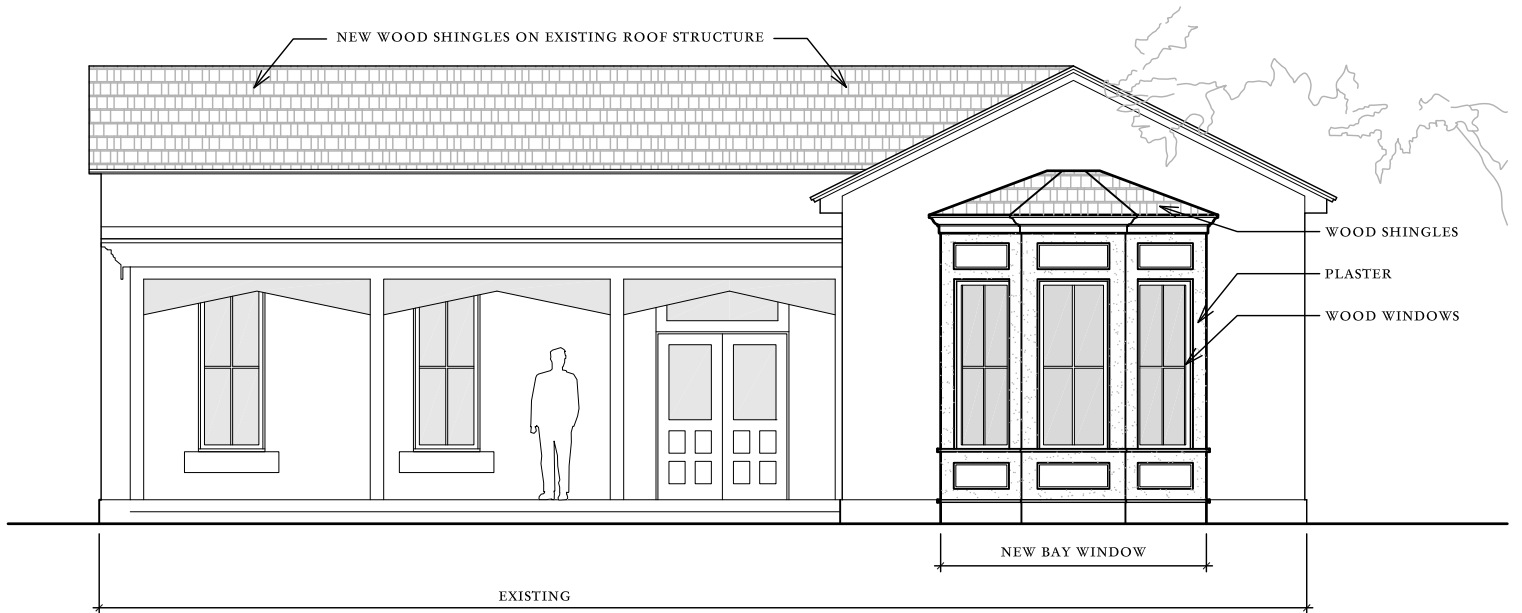 NEW WOOD SHINGLES ON EXISTING ROOF STRUCTURE
WOOD SHINGLES
PLASTER
WOOD WINDOWS
NEW BAY WINDOW
EXISTING